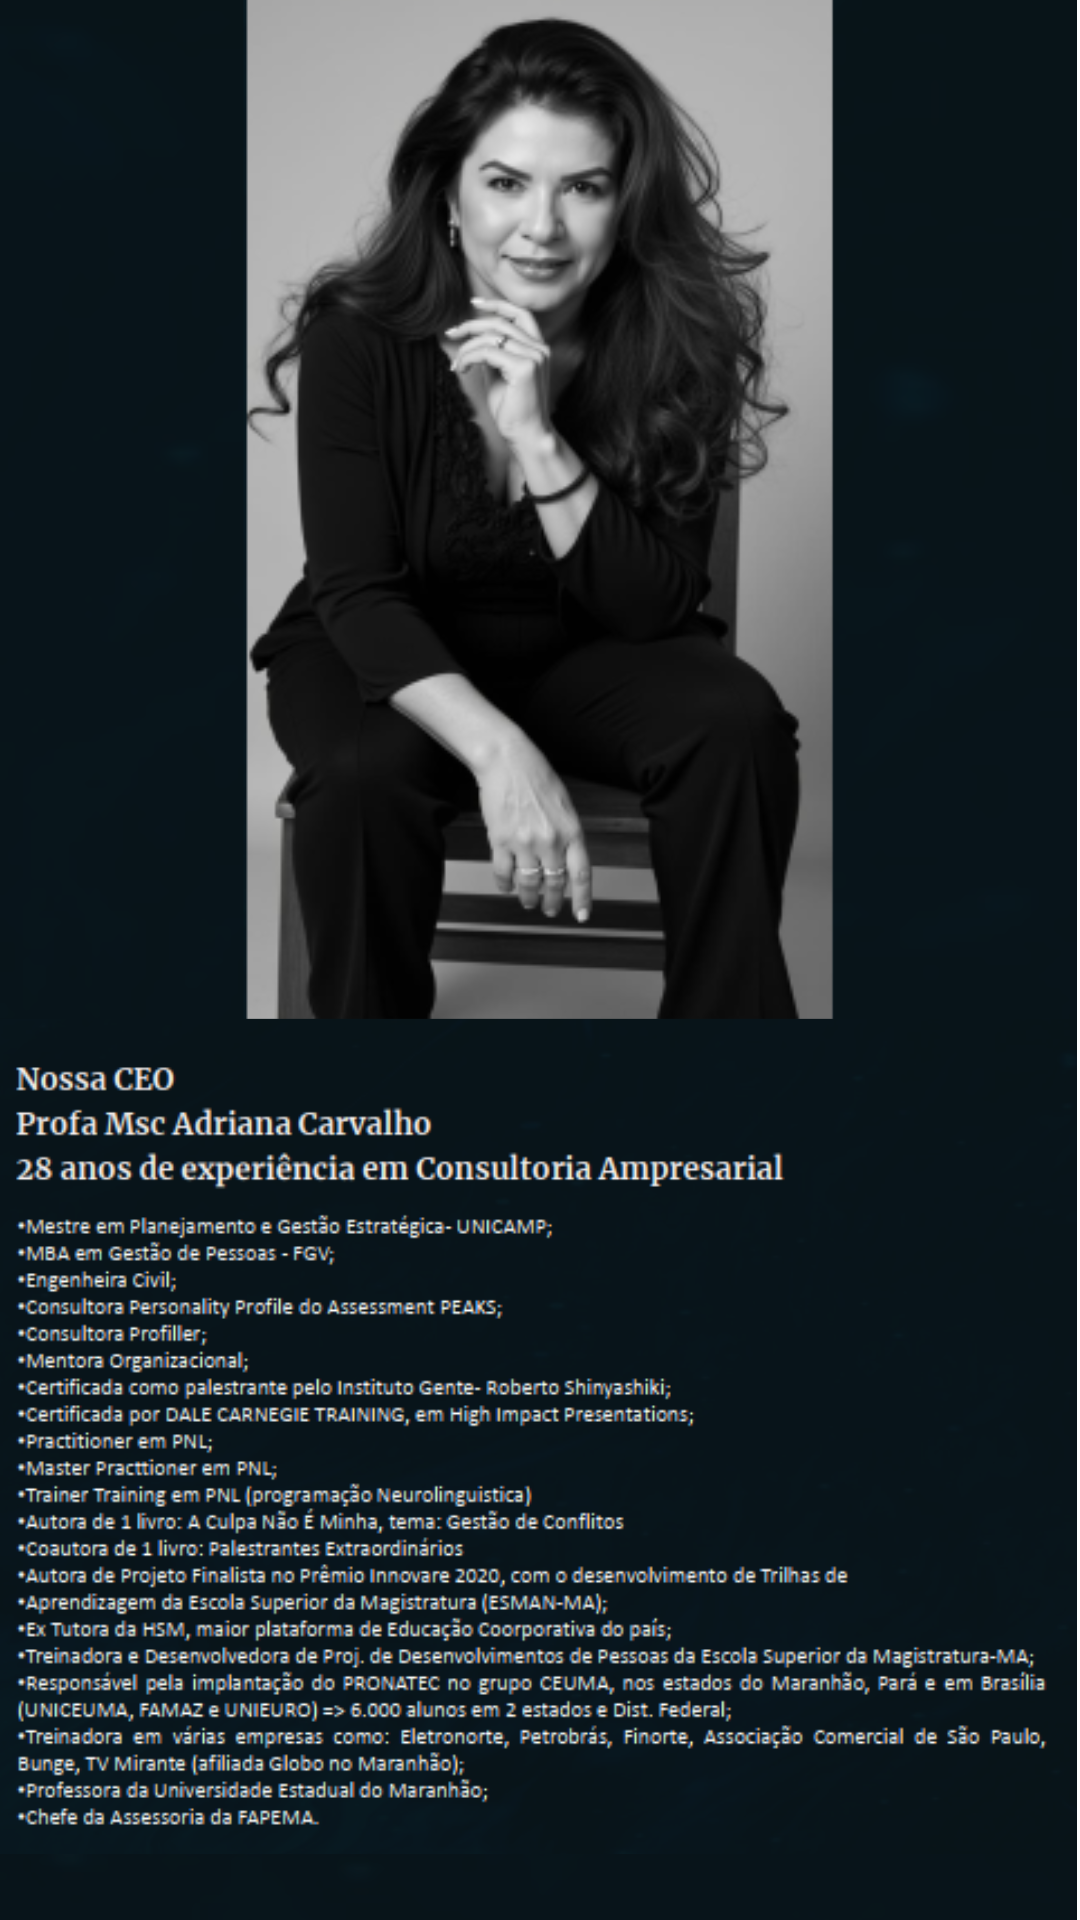 Nossa CEO
Profa Msc Adriana Carvalho
28 anos de experiência em Consultoria Ampresarial
•Mestre em Planejamento e Gestão Estratégica- UNICAMP;
•MBA em Gestão de Pessoas - FGV;
•Engenheira Civil;
•Consultora Personality Profile do Assessment PEAKS;
•Consultora Profiller;
•Mentora Organizacional;
•Certificada como palestrante pelo Instituto Gente- Roberto Shinyashiki;
•Certificada por DALE CARNEGIE TRAINING, em High Impact Presentations;
•Practitioner em PNL;
•Master Practtioner em PNL;
•Trainer Training em PNL (programação Neurolinguistica)
•Autora de 1 livro: A Culpa Não É Minha, tema: Gestão de Conflitos
•Coautora de 1 livro: Palestrantes Extraordinários
•Autora de Projeto Finalista no Prêmio Innovare 2020, com o desenvolvimento de Trilhas de
•Aprendizagem da Escola Superior da Magistratura (ESMAN-MA);
•Ex Tutora da HSM, maior plataforma de Educação Coorporativa do país;
•Treinadora e Desenvolvedora de Proj. de Desenvolvimentos de Pessoas da Escola Superior da Magistratura-MA;
•Responsável pela implantação do PRONATEC no grupo CEUMA, nos estados do Maranhão, Pará e em Brasília
(UNICEUMA, FAMAZ e UNIEURO) => 6.000 alunos em 2 estados e Dist. Federal;
•Treinadora em várias empresas como: Eletronorte, Petrobrás, Finorte, Associação Comercial de São Paulo,
Bunge, TV Mirante (afiliada Globo no Maranhão);
•Professora da Universidade Estadual do Maranhão;
•Chefe da Assessoria da FAPEMA.